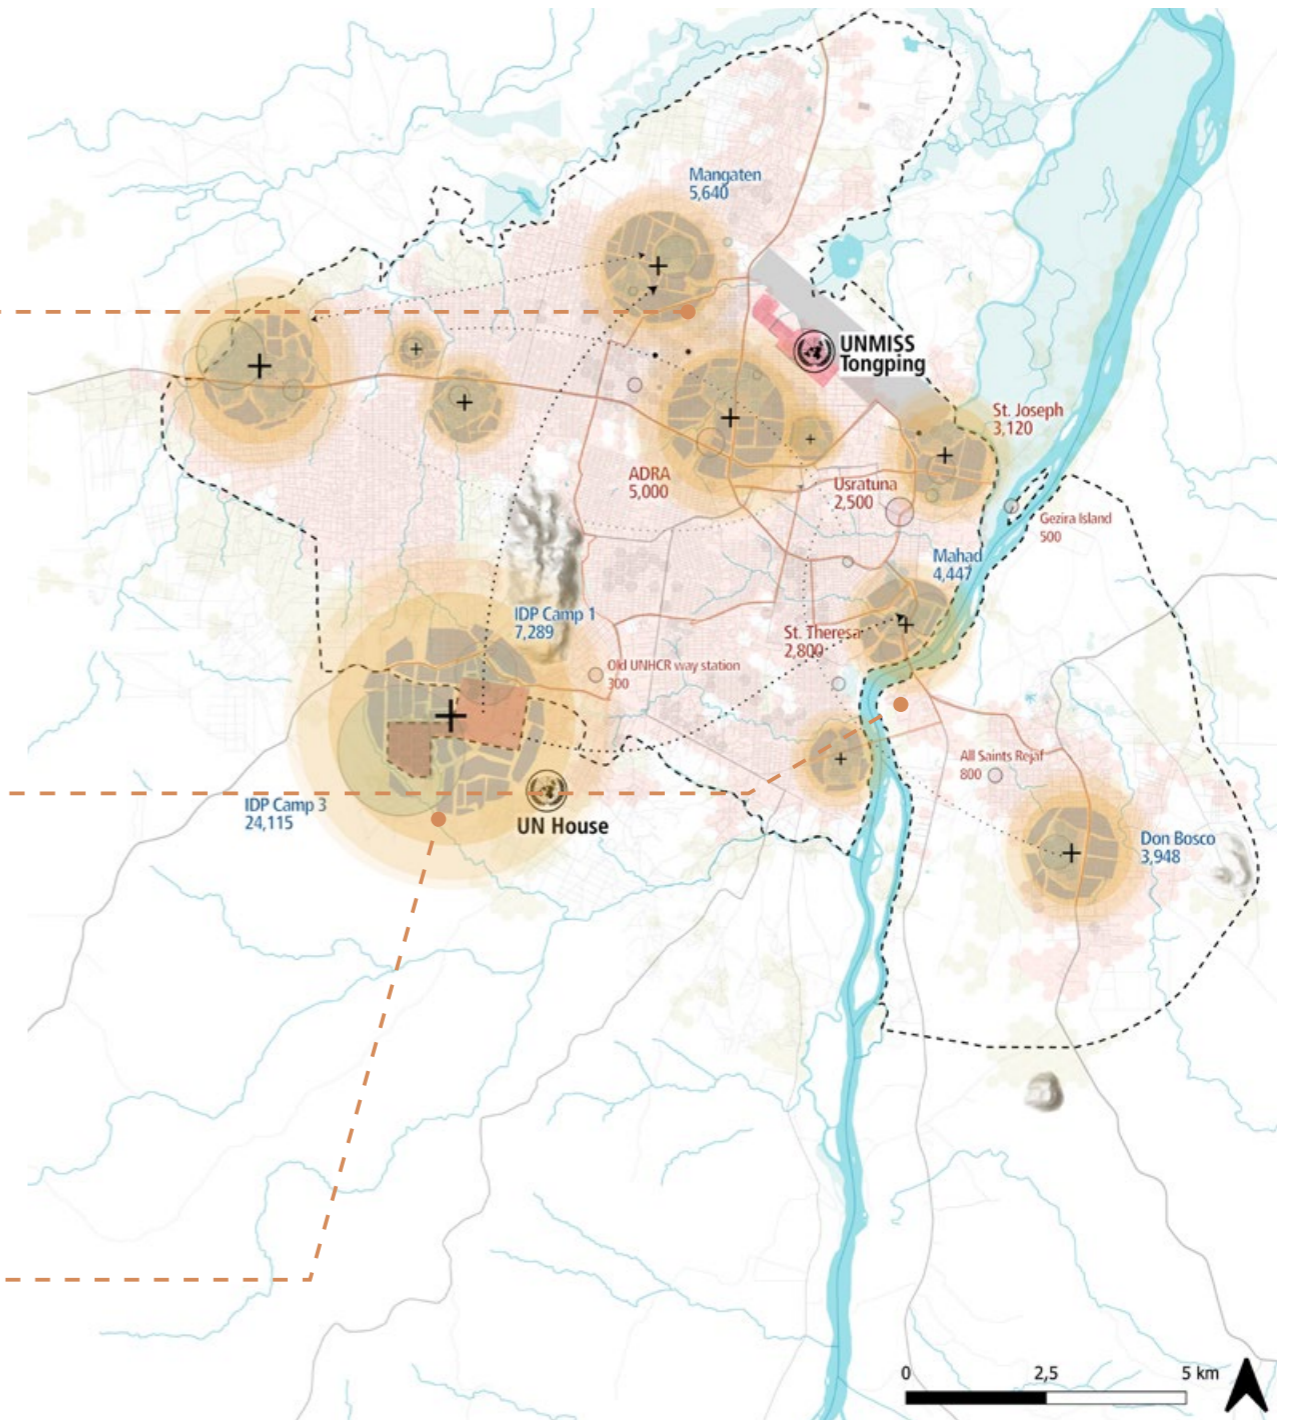 Mangaten
5,640
UNMISS
Tongping
St. Joseph
3,120
ADRA
5,000
Usratuna
2,500
Gezira Island
500
Mahad
4,447
IDP Camp 1
7,289
St. Theresa
2,800
Old UNHCR way station
300
All Saints Rejaf
800
IDP Camp 3
24,115
UN House
Don Bosco
3,948
0 2,5 5 km